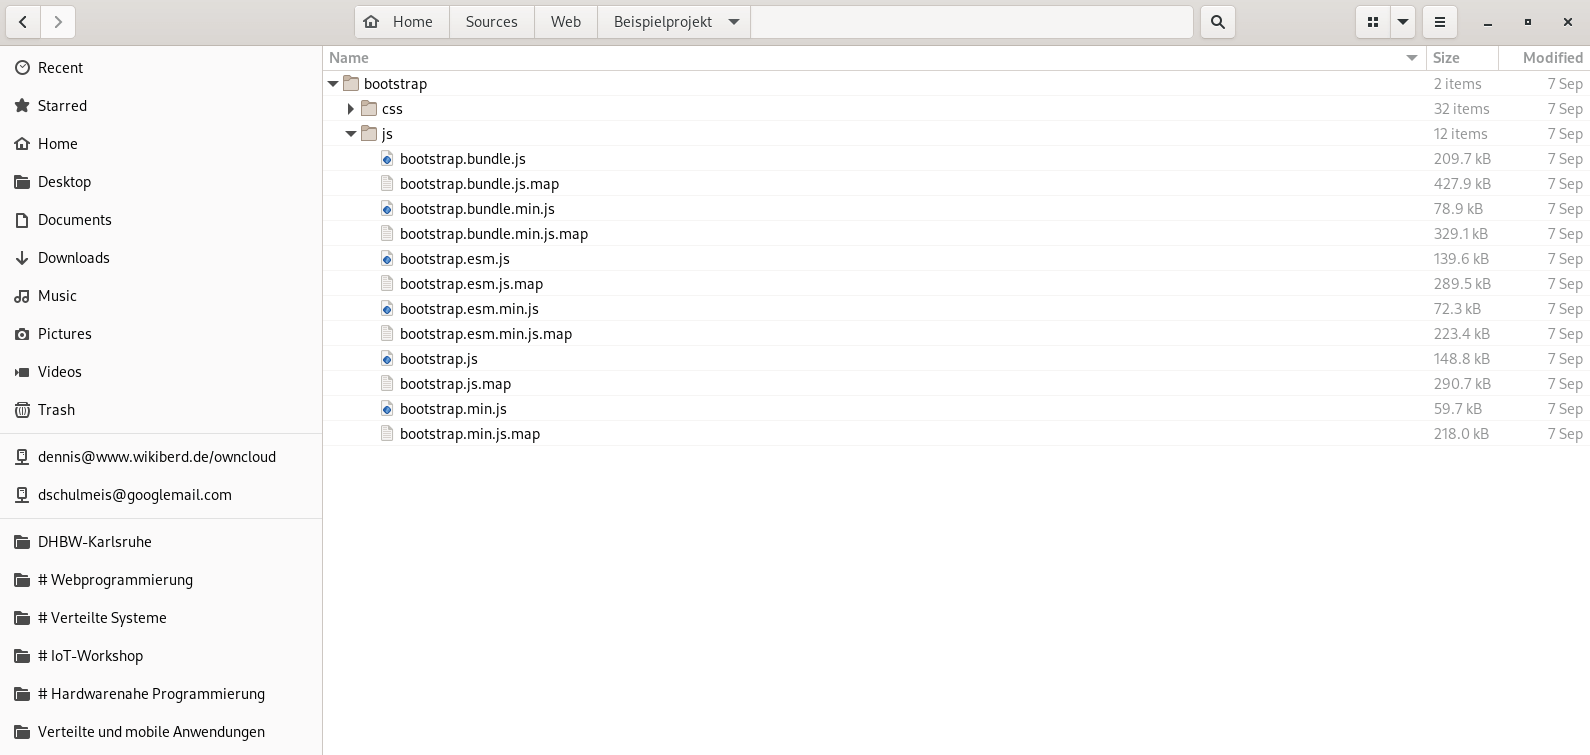 Home Sources Web Beispielprojekt
Recent
Starred
Home
Desktop
Documents
Downloads
Music
Pictures
Videos
Trash
dennis@www.wikiberd.de/owncloud
dschulmeis@googlemail.com
DHBW-Karlsruhe
# Webprogrammierung
# Verteilte Systeme
# IoT-Workshop
# Hardwarenahe Programmierung
Verteilte und mobile Anwendungen
Name Size Modified
bootstrap 2 items 7 Sep
css 32 items 7 Sep
js 12 items 7 Sep
bootstrap.bundle.js 209.7 kB 7 Sep
bootstrap.bundle.js.map 427.9 kB 7 Sep
bootstrap.bundle.min.js 78.9 kB 7 Sep
bootstrap.bundle.min.js.map 329.1 kB 7 Sep
bootstrap.esm.js 139.6 kB 7 Sep
bootstrap.esm.js.map 289.5 kB 7 Sep
bootstrap.esm.min.js 72.3 kB 7 Sep
bootstrap.esm.min.js.map 223.4 kB 7 Sep
bootstrap.js 148.8 kB 7 Sep
bootstrap.js.map 290.7 kB 7 Sep
bootstrap.min.js 59.7 kB 7 Sep
bootstrap.min.js.map 218.0 kB 7 Sep